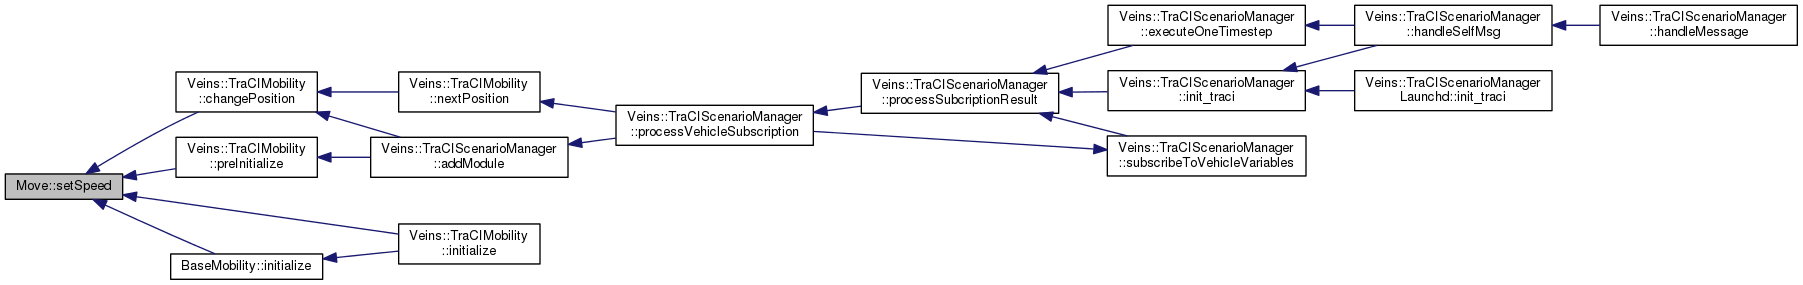 Move::setSpeed
Veins::TraCIMobility
::changePosition
Veins::TraCIMobility
::preInitialize
BaseMobility::initialize
Veins::TraCIMobility
::nextPosition
Veins::TraCIScenarioManager
::addModule
Veins::TraCIMobility
::initialize
Veins::TraCIScenarioManager
::processVehicleSubscription
Veins::TraCIScenarioManager
::processSubcriptionResult
Veins::TraCIScenarioManager
::executeOneTimestep
Veins::TraCIScenarioManager
::init_traci
Veins::TraCIScenarioManager
::subscribeToVehicleVariables
Veins::TraCIScenarioManager
::handleSelfMsg
Veins::TraCIScenarioManager
Launchd::init_traci
Veins::TraCIScenarioManager
::handleMessage